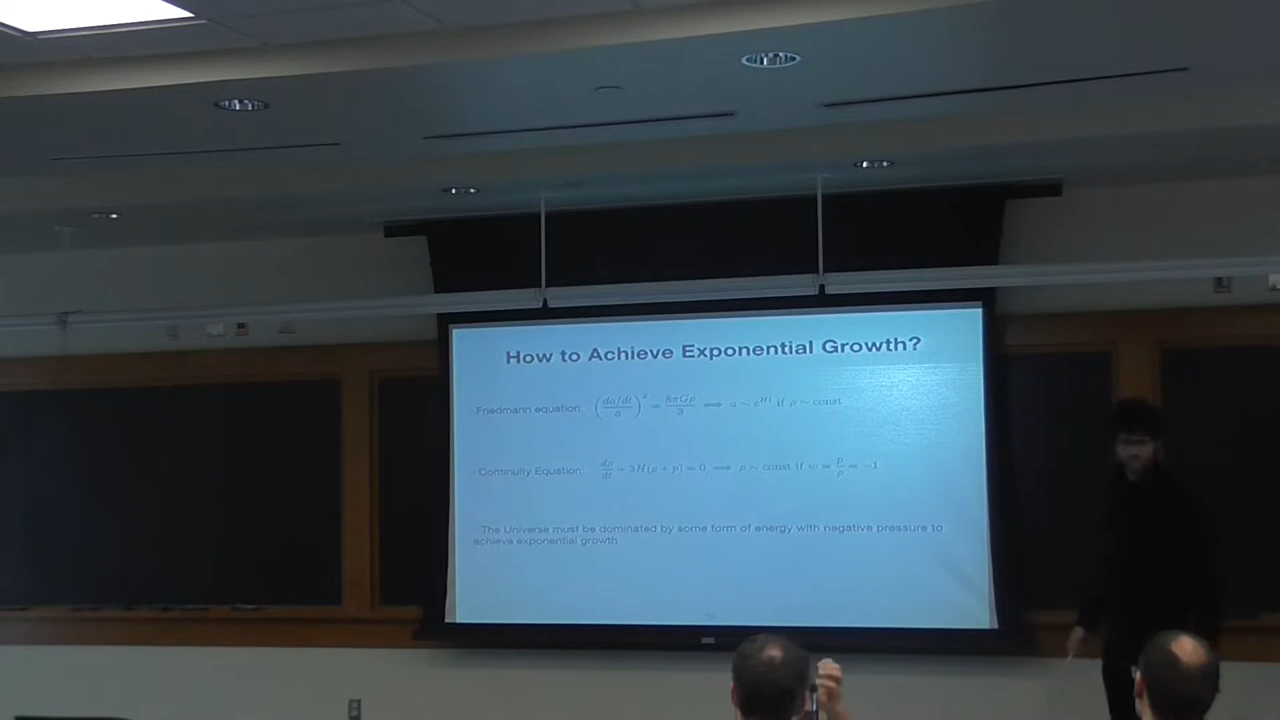 How to Achieve Exponential Growth?
Friedmann equation: (da/dt / a)² = 8πGρ / 3 ⟹ a ∼ e^{Ht} if ρ ∼ const
Continuity Equation: dρ/dt + 3H(ρ + p) = 0 ⟹ ρ ∼ const if w = p/ρ = −1
The Universe must be dominated by some form of energy with negative pressure to
achieve exponential growth